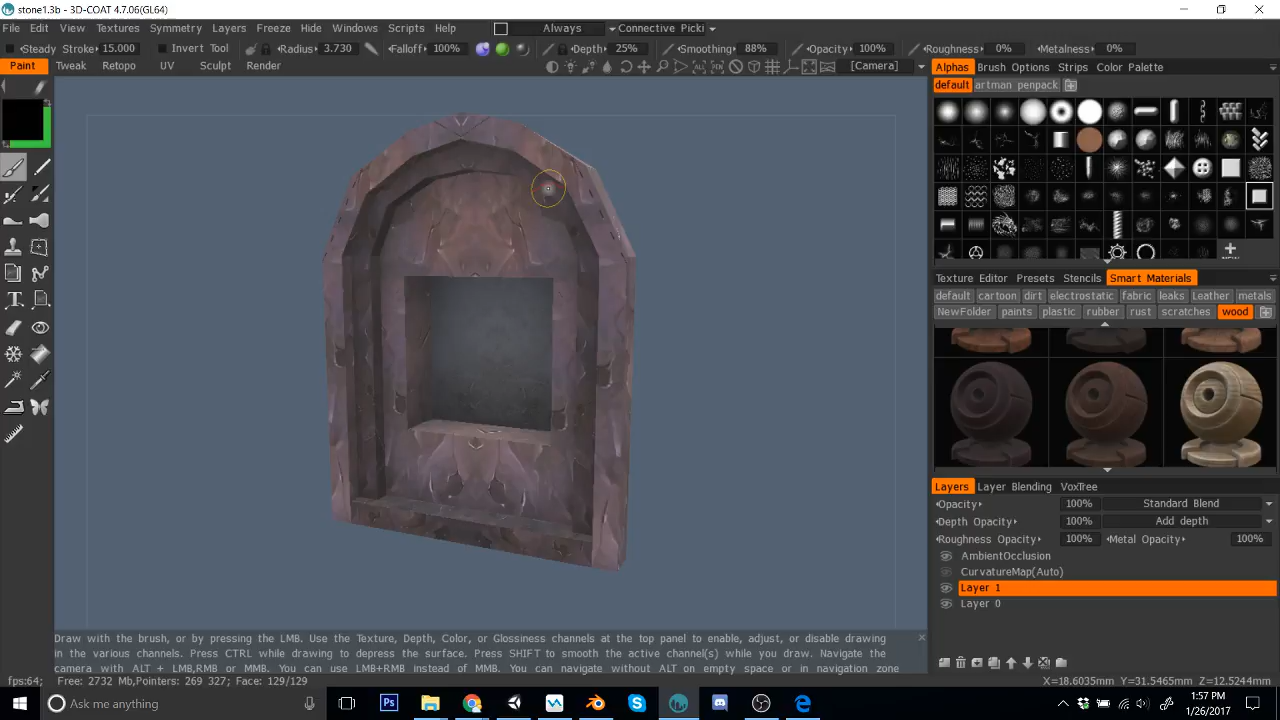 stone1.3b - 3D-COAT 4.7.06(GL64)
File Edit View Textures Symmetry Layers Freeze Hide Bake Windows Scripts Help Always Connective Picki
Steady Stroke 15.000 Invert Tool Radius 3.730 Falloff 100% Depth 25% Smoothing 88% Opacity 100% Roughness 0% Metalness 0%
Paint Tweak Retopo UV Sculpt Render [Camera]
Alphas Brush Options Strips Color Palette
default artman penpack
NEW
Texture Editor Presets Stencils Smart Materials
default cartoon dirt electrostatic fabric leaks Leather metals
NewFolder paints plastic rubber rust scratches wood
Layers Layer Blending VoxTree
Opacity 100% Standard Blend
Depth Opacity 100% Add depth
Roughness Opacity 100% Metal Opacity 100%
AmbientOcclusion
CurvatureMap(Auto)
Layer 1
Layer 0
Draw with the brush, or by pressing the LMB. Use the Texture, Depth, Color, or Glossiness channels at the top panel to enable, adjust, or disable drawing
in the various channels. Press CTRL while drawing to depress the surface. Press SHIFT to smooth the active channel(s) while you draw. Navigate the
camera with ALT + LMB,RMB or MMB. You can use LMB+RMB instead of MMB. You can navigate without ALT on empty space or in navigation zone
fps:64; Free: 2732 Mb,Pointers: 269 327; Face: 129/129 X=18.6035mm Y=31.5465mm Z=12.5244mm
Ask me anything
Ps
1:57 PM
1/26/2017